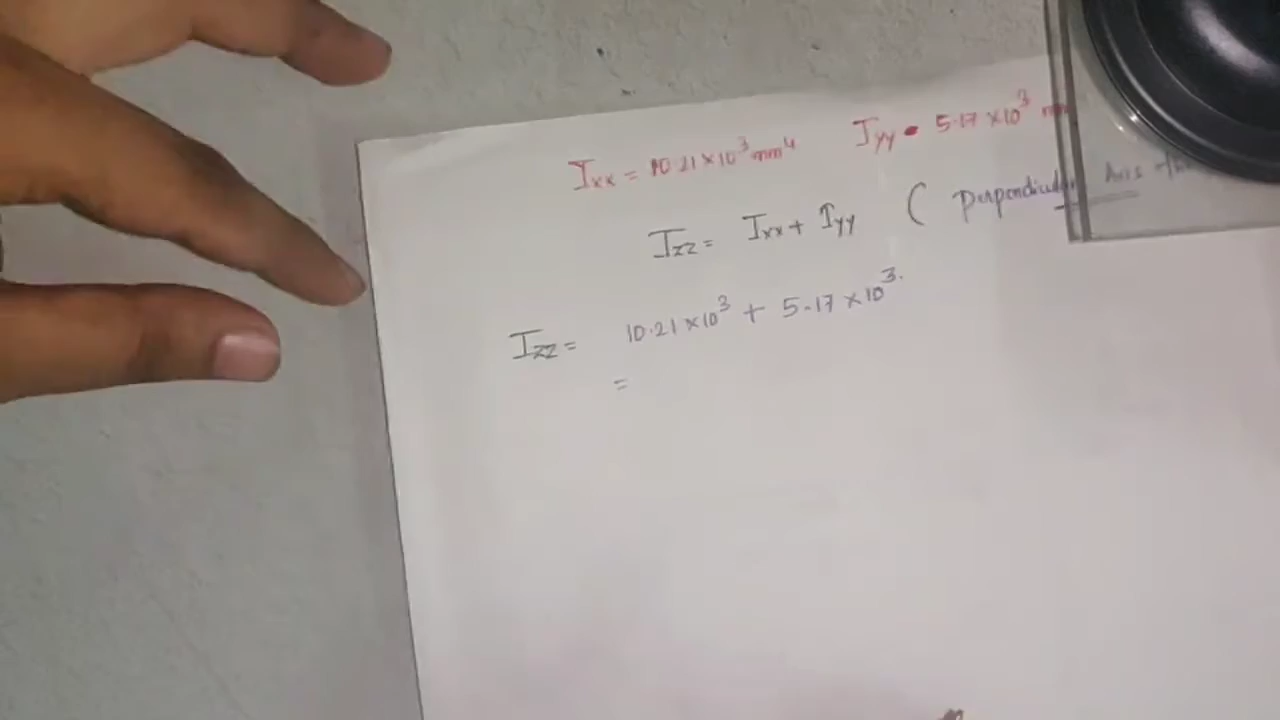 Ixx = 10.21×10³ mm⁴ Iyy = 5.17×10³
Izz = Ixx + Iyy ( Perpendicular Axis
Izz = 10.21×10³ + 5.17×10³.
=